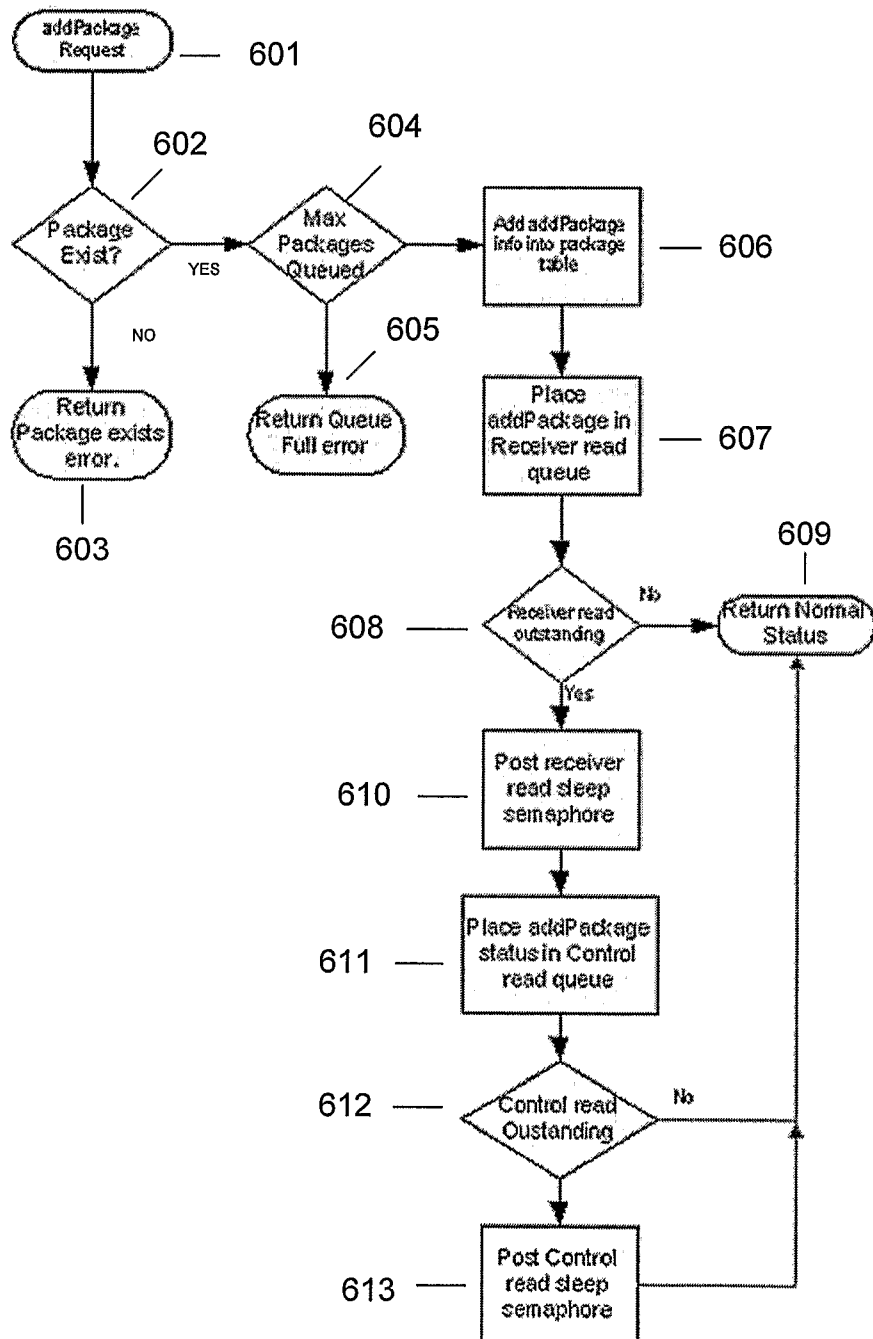 addPackage
Request
601
602
Package
Exist?
YES
NO
Return
Package exists
error.
603
604
Max
Packages
Queued
605
Return Queue
Full error
Add addPackage
info into package
table
606
Place
addPackage in
Receiver read
queue
607
608
Receiver read
outstanding
No
Yes
609
Return Normal
Status
610
Post receiver
read sleep
semaphore
611
Place addPackage
status in Control
read queue
612
Control read
Oustanding
No
613
Post Control
read sleep
semaphore